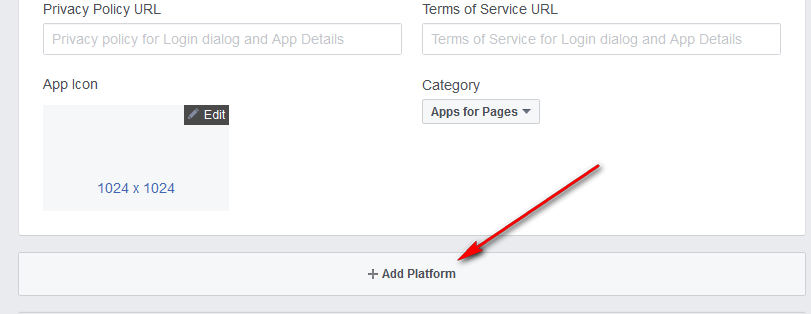 Privacy Policy URL
Terms of Service URL
Privacy policy for Login dialog and App Details
Terms of Service for Login dialog and App Details
App Icon
Category
Edit
Apps for Pages
1024 x 1024
+ Add Platform